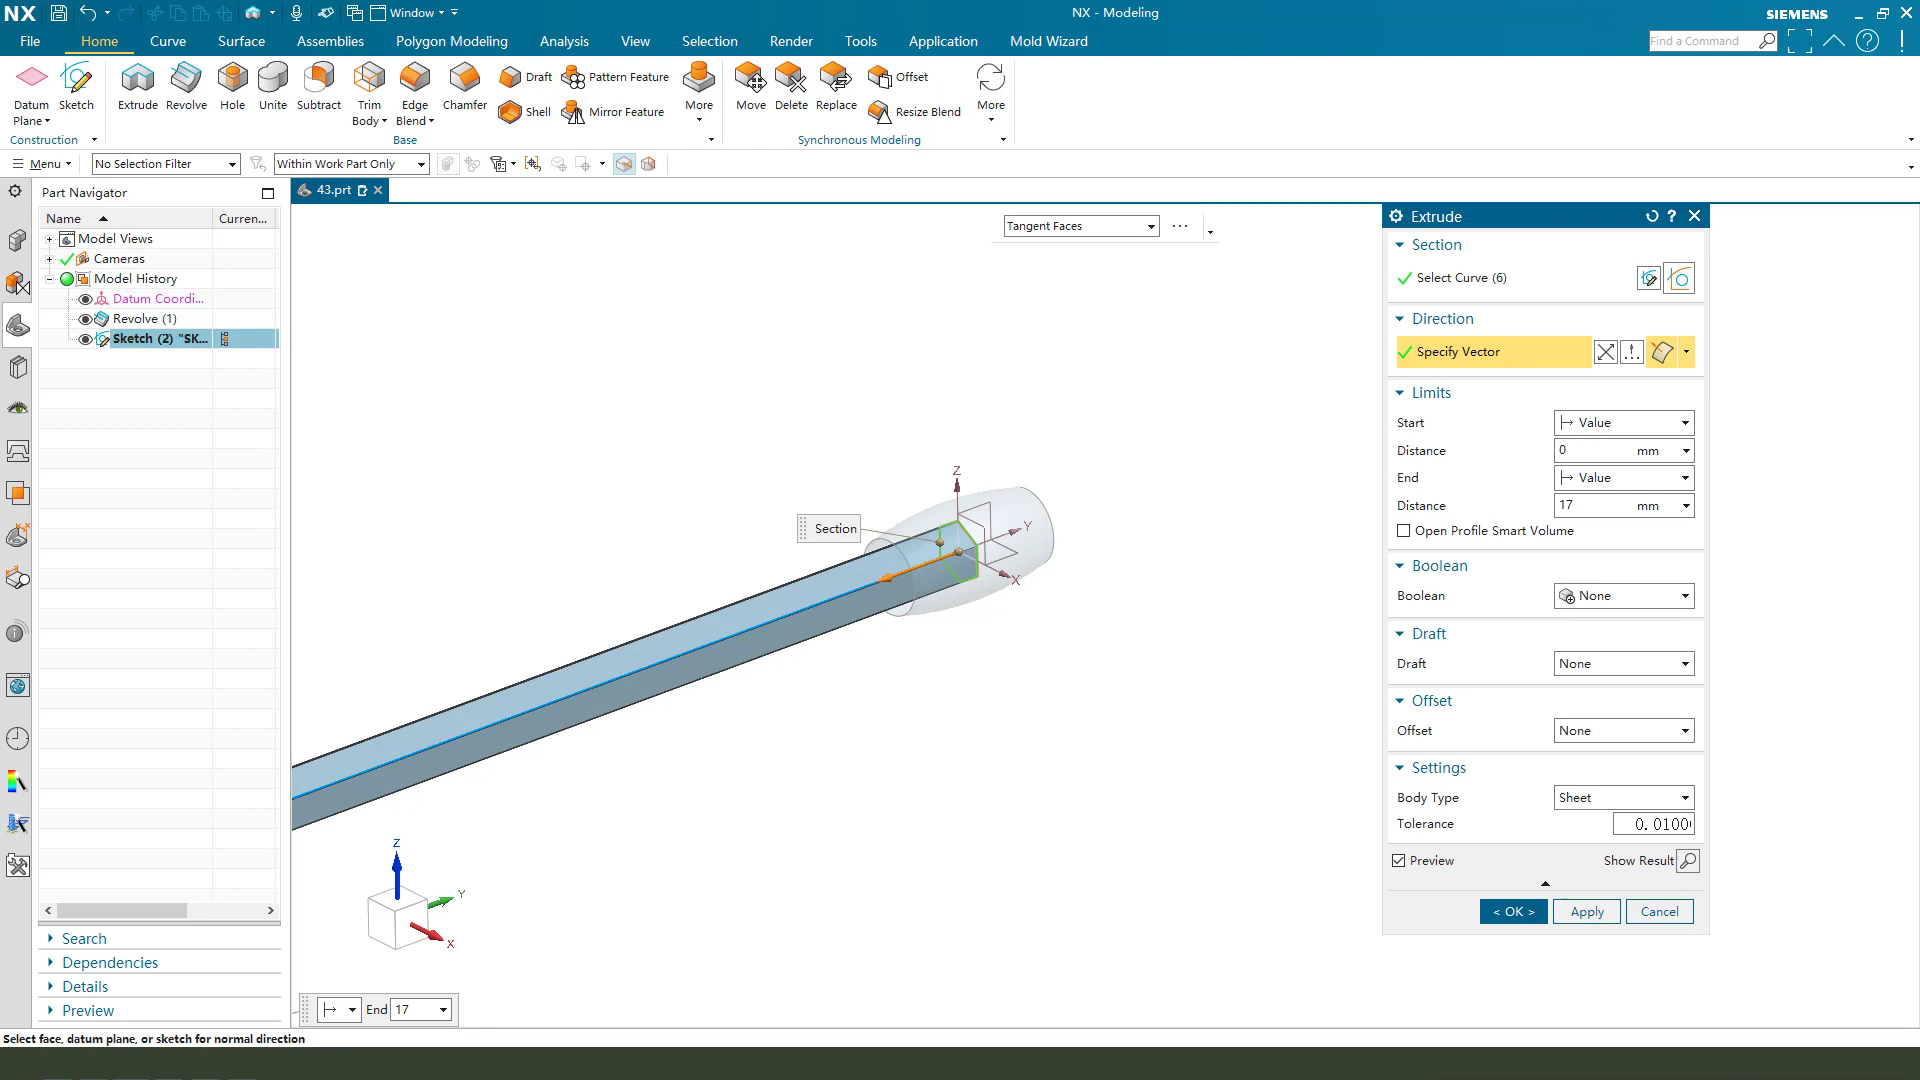 NX
Window
NX - Modeling
SIEMENS
File
Home
Curve
Surface
Assemblies
Polygon Modeling
Analysis
View
Selection
Render
Tools
Application
Mold Wizard
Find a Command
Datum Plane
Sketch
Extrude
Revolve
Hole
Unite
Subtract
Trim Body
Edge Blend
Chamfer
Draft
Shell
Pattern Feature
Mirror Feature
More
Move
Delete
Replace
Offset
Resize Blend
More
Construction
Base
Synchronous Modeling
Menu
No Selection Filter
Within Work Part Only
Part Navigator
43.prt
Name
Curren...
Model Views
Cameras
Model History
Datum Coordi...
Revolve (1)
Sketch (2) "SK...
Search
Dependencies
Details
Preview
Tangent Faces
Section
Z
Y
X
Z
Y
X
End 17
Extrude
Section
Select Curve (6)
Direction
Specify Vector
Limits
Start Value
Distance 0 mm
End Value
Distance 17 mm
Open Profile Smart Volume
Boolean
Boolean None
Draft
Draft None
Offset
Offset None
Settings
Body Type Sheet
Tolerance 0.0100
Preview
Show Result
< OK >
Apply
Cancel
Select face, datum plane, or sketch for normal direction